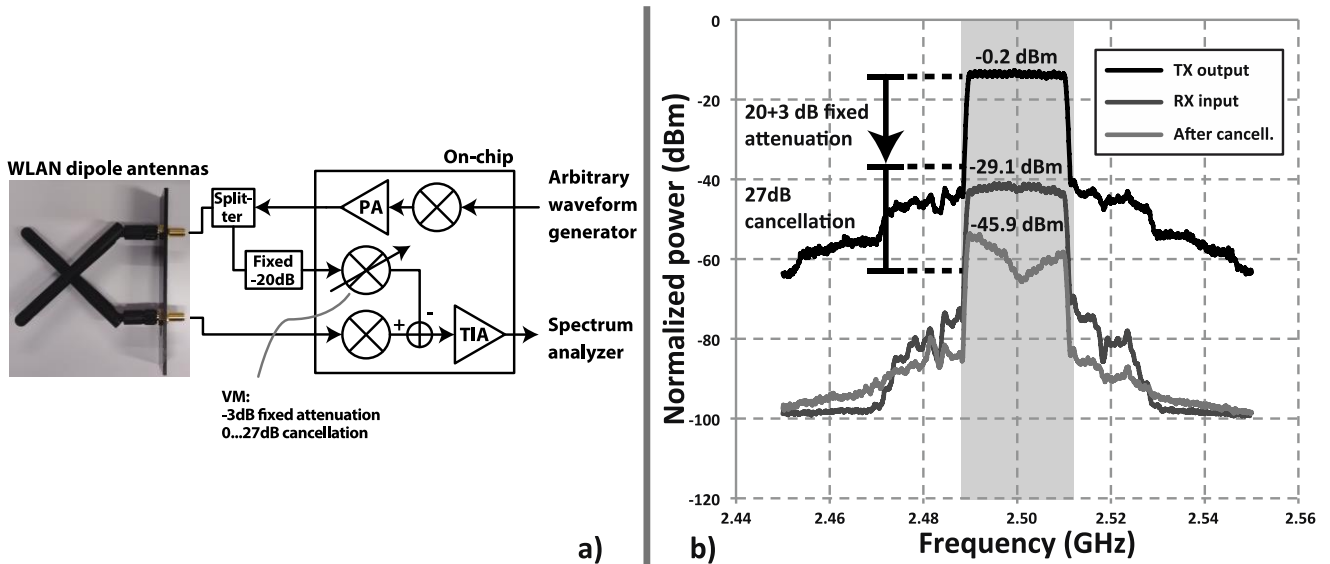 WLAN dipole antennas
On-chip
Split-
ter
PA
Arbitrary
waveform
generator
Fixed
-20dB
+
-
TIA
Spectrum
analyzer
VM:
-3dB fixed attenuation
0...27dB cancellation
a)
Normalized power (dBm)
0
-20
-40
-60
-80
-100
-120
-0.2 dBm
20+3 dB fixed
attenuation
-29.1 dBm
27dB
cancellation
-45.9 dBm
TX output
RX input
After cancell.
2.44
2.46
2.48
2.50
2.52
2.54
2.56
b)
Frequency (GHz)